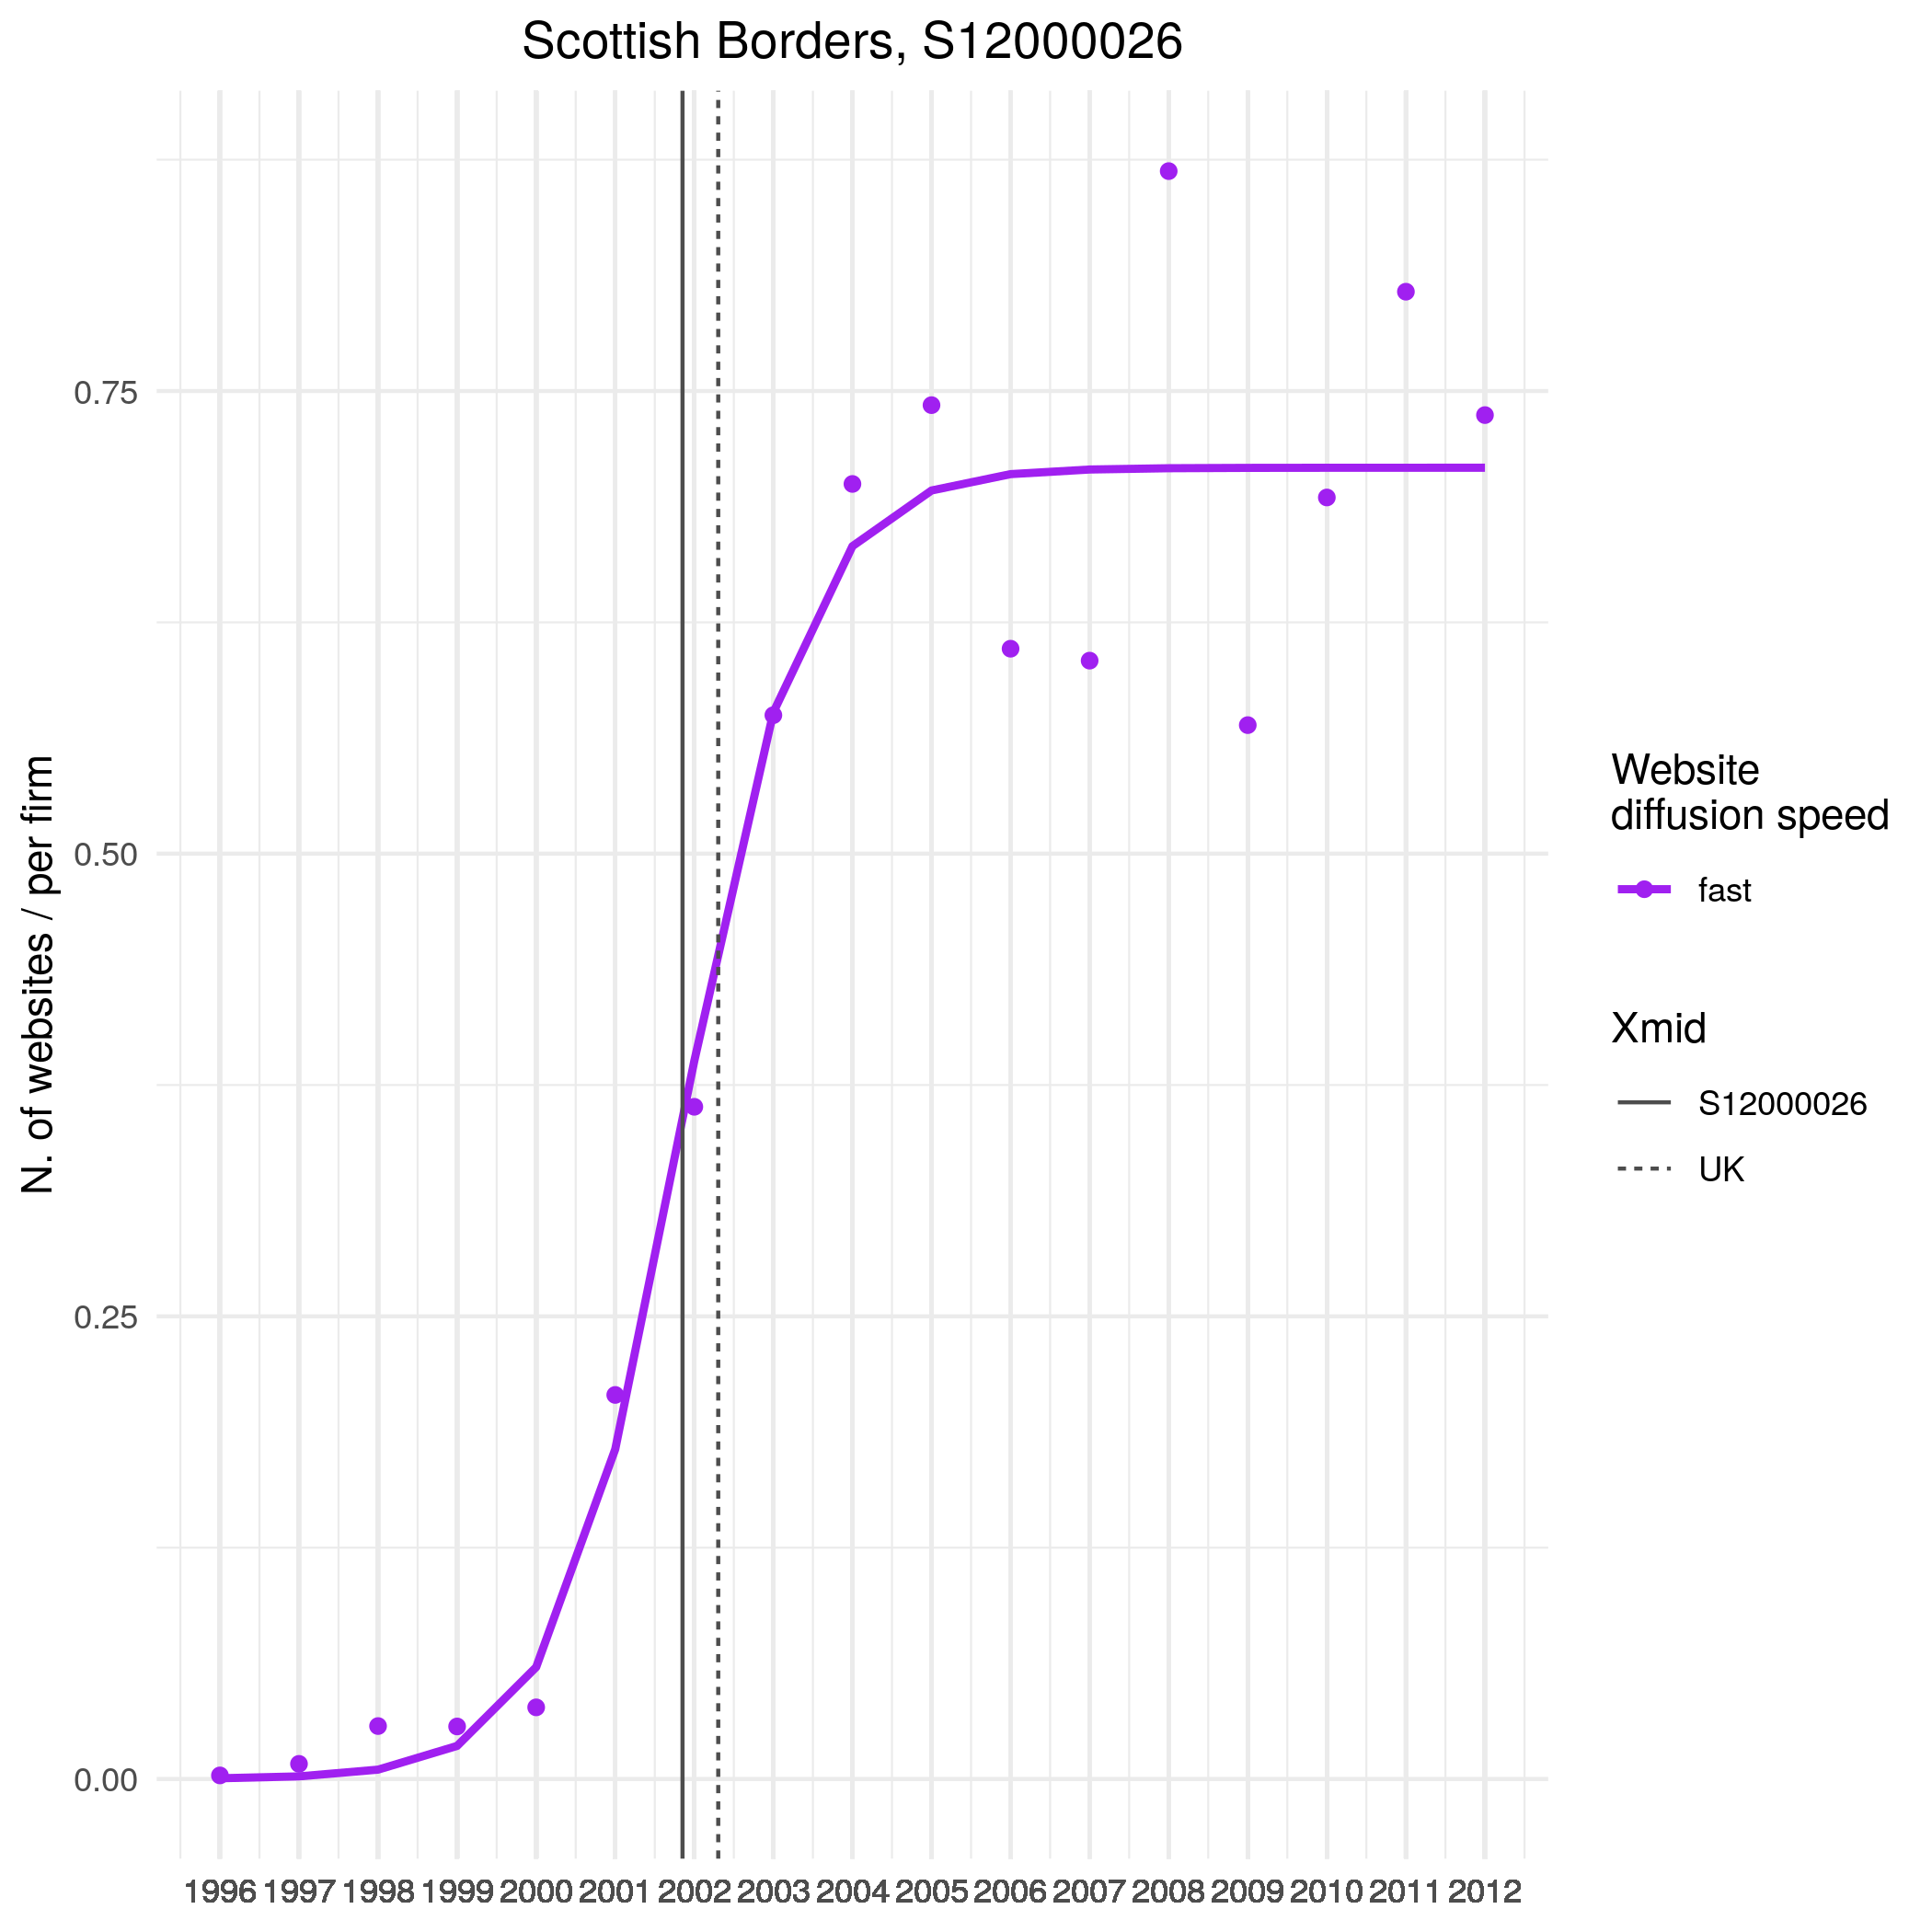 Scottish Borders, S12000026
N. of websites / per firm
0.75
0.50
0.25
0.00
1996 1997 1998 1999 2000 2001 2002 2003 2004 2005 2006 2007 2008 2009 2010 2011 2012
Website
diffusion speed
fast
Xmid
S12000026
UK